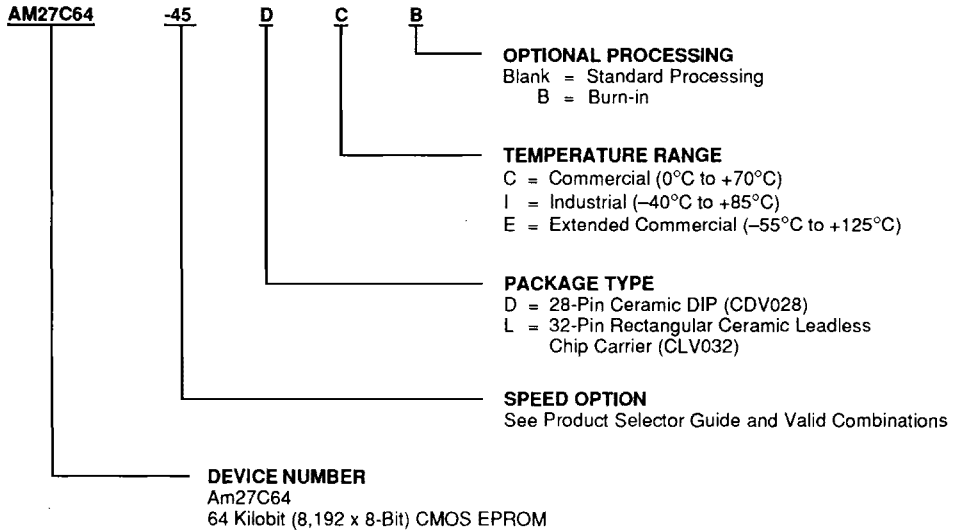 AM27C64 -45 D C B
OPTIONAL PROCESSING
Blank = Standard Processing
B = Burn-in
TEMPERATURE RANGE
C = Commercial (0°C to +70°C)
I = Industrial (–40°C to +85°C)
E = Extended Commercial (–55°C to +125°C)
PACKAGE TYPE
D = 28-Pin Ceramic DIP (CDV028)
L = 32-Pin Rectangular Ceramic Leadless
Chip Carrier (CLV032)
SPEED OPTION
See Product Selector Guide and Valid Combinations
DEVICE NUMBER
Am27C64
64 Kilobit (8,192 x 8-Bit) CMOS EPROM